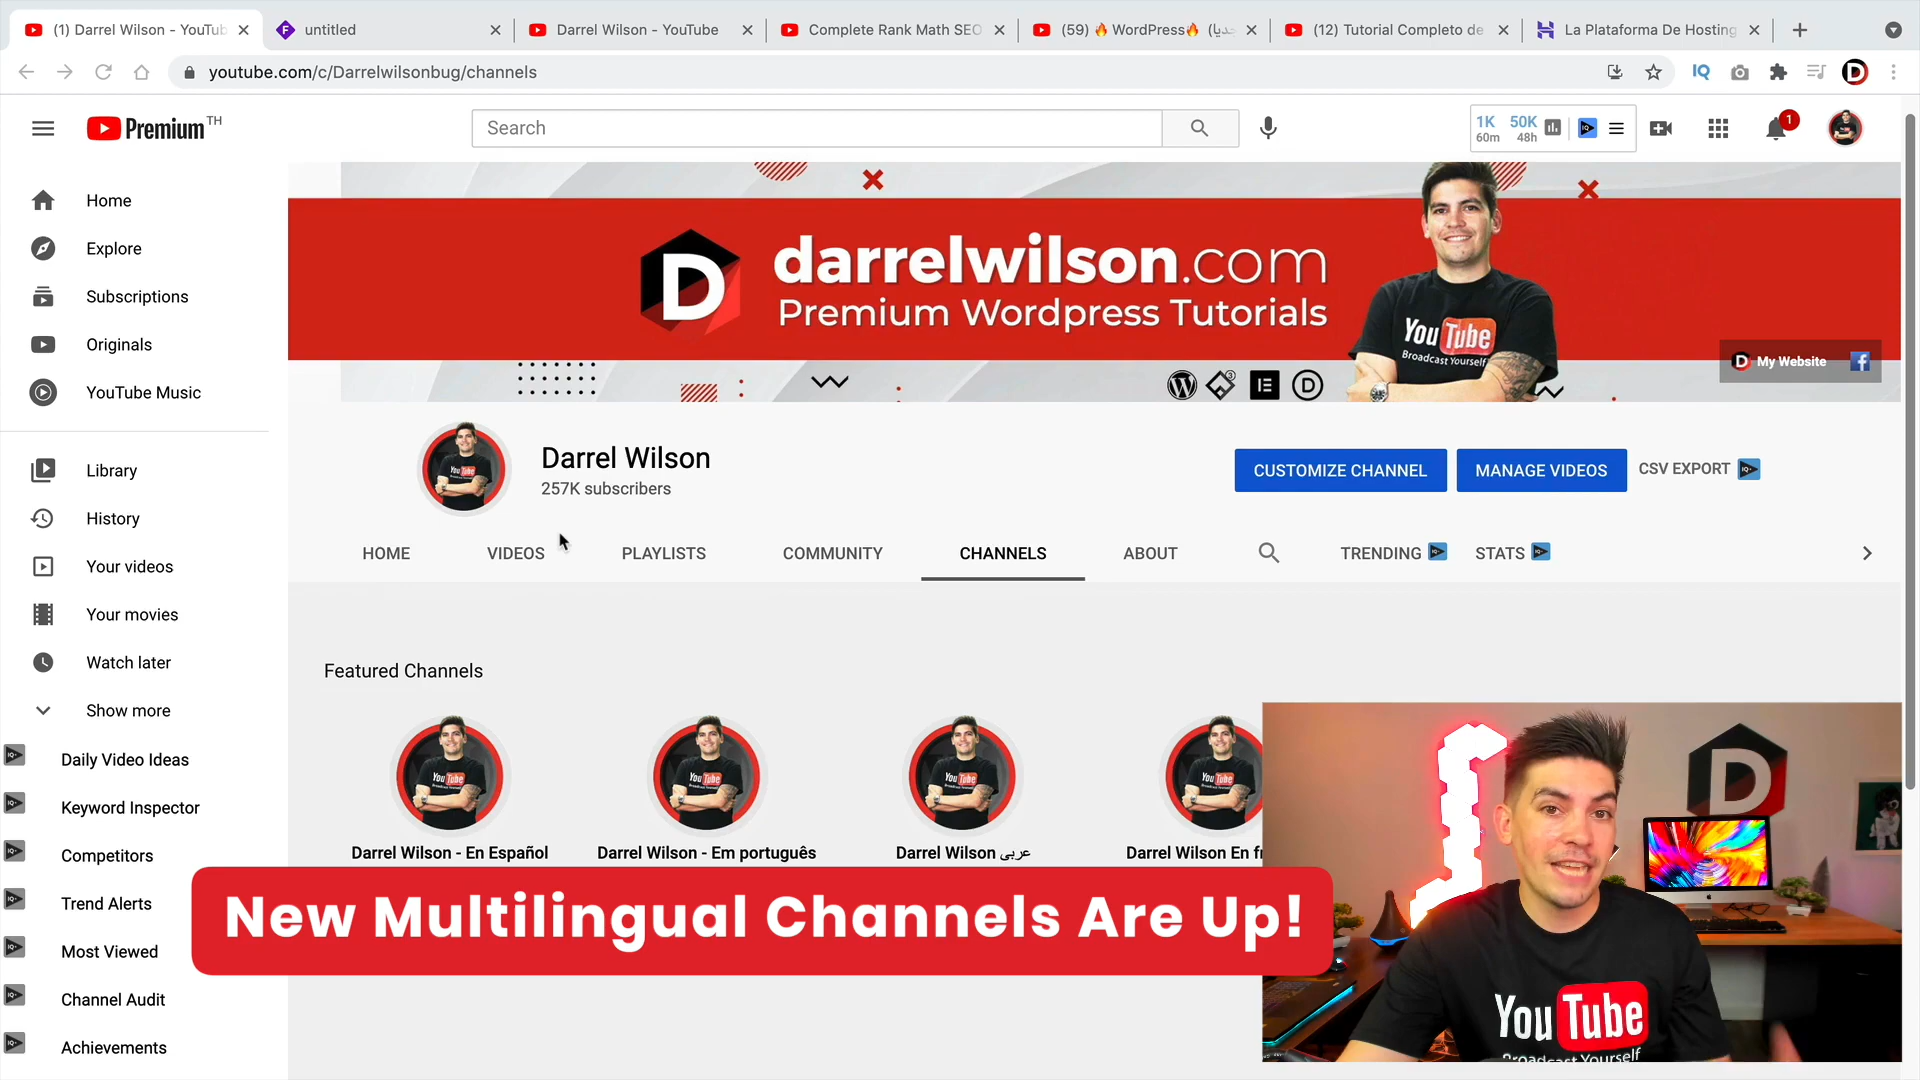 (1) Darrel Wilson - YouTub
untitled
Darrel Wilson - YouTube
Complete Rank Math SEO
(59) 🔥 WordPress🔥
(12) Tutorial Completo de
La Plataforma De Hosting
youtube.com/c/Darrelwilsonbug/channels
IQ
Premium TH
Search
1K 50K
60m 48h
1
Home
Explore
Subscriptions
Originals
YouTube Music
Library
History
Your videos
Your movies
Watch later
Show more
Daily Video Ideas
Keyword Inspector
Competitors
Trend Alerts
Most Viewed
Channel Audit
Achievements
D
darrelwilson.com
Premium Wordpress Tutorials
YouTube
Broadcast Yourself
My Website
Darrel Wilson
257K subscribers
CUSTOMIZE CHANNEL
MANAGE VIDEOS
CSV EXPORT
HOME
VIDEOS
PLAYLISTS
COMMUNITY
CHANNELS
ABOUT
TRENDING
STATS
Featured Channels
Darrel Wilson - En Español
Darrel Wilson - Em português
Darrel Wilson عربى
Darrel Wilson En fr
New Multilingual Channels Are Up!
D
YouTube
Broadcast Yourself